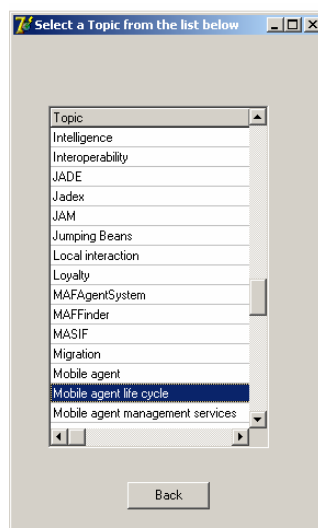 Select a Topic from the list below
Topic
Intelligence
Interoperability
JADE
Jadex
JAM
Jumping Beans
Local interaction
Loyalty
MAFAgentSystem
MAFFinder
MASIF
Migration
Mobile agent
Mobile agent life cycle
Mobile agent management services
Back